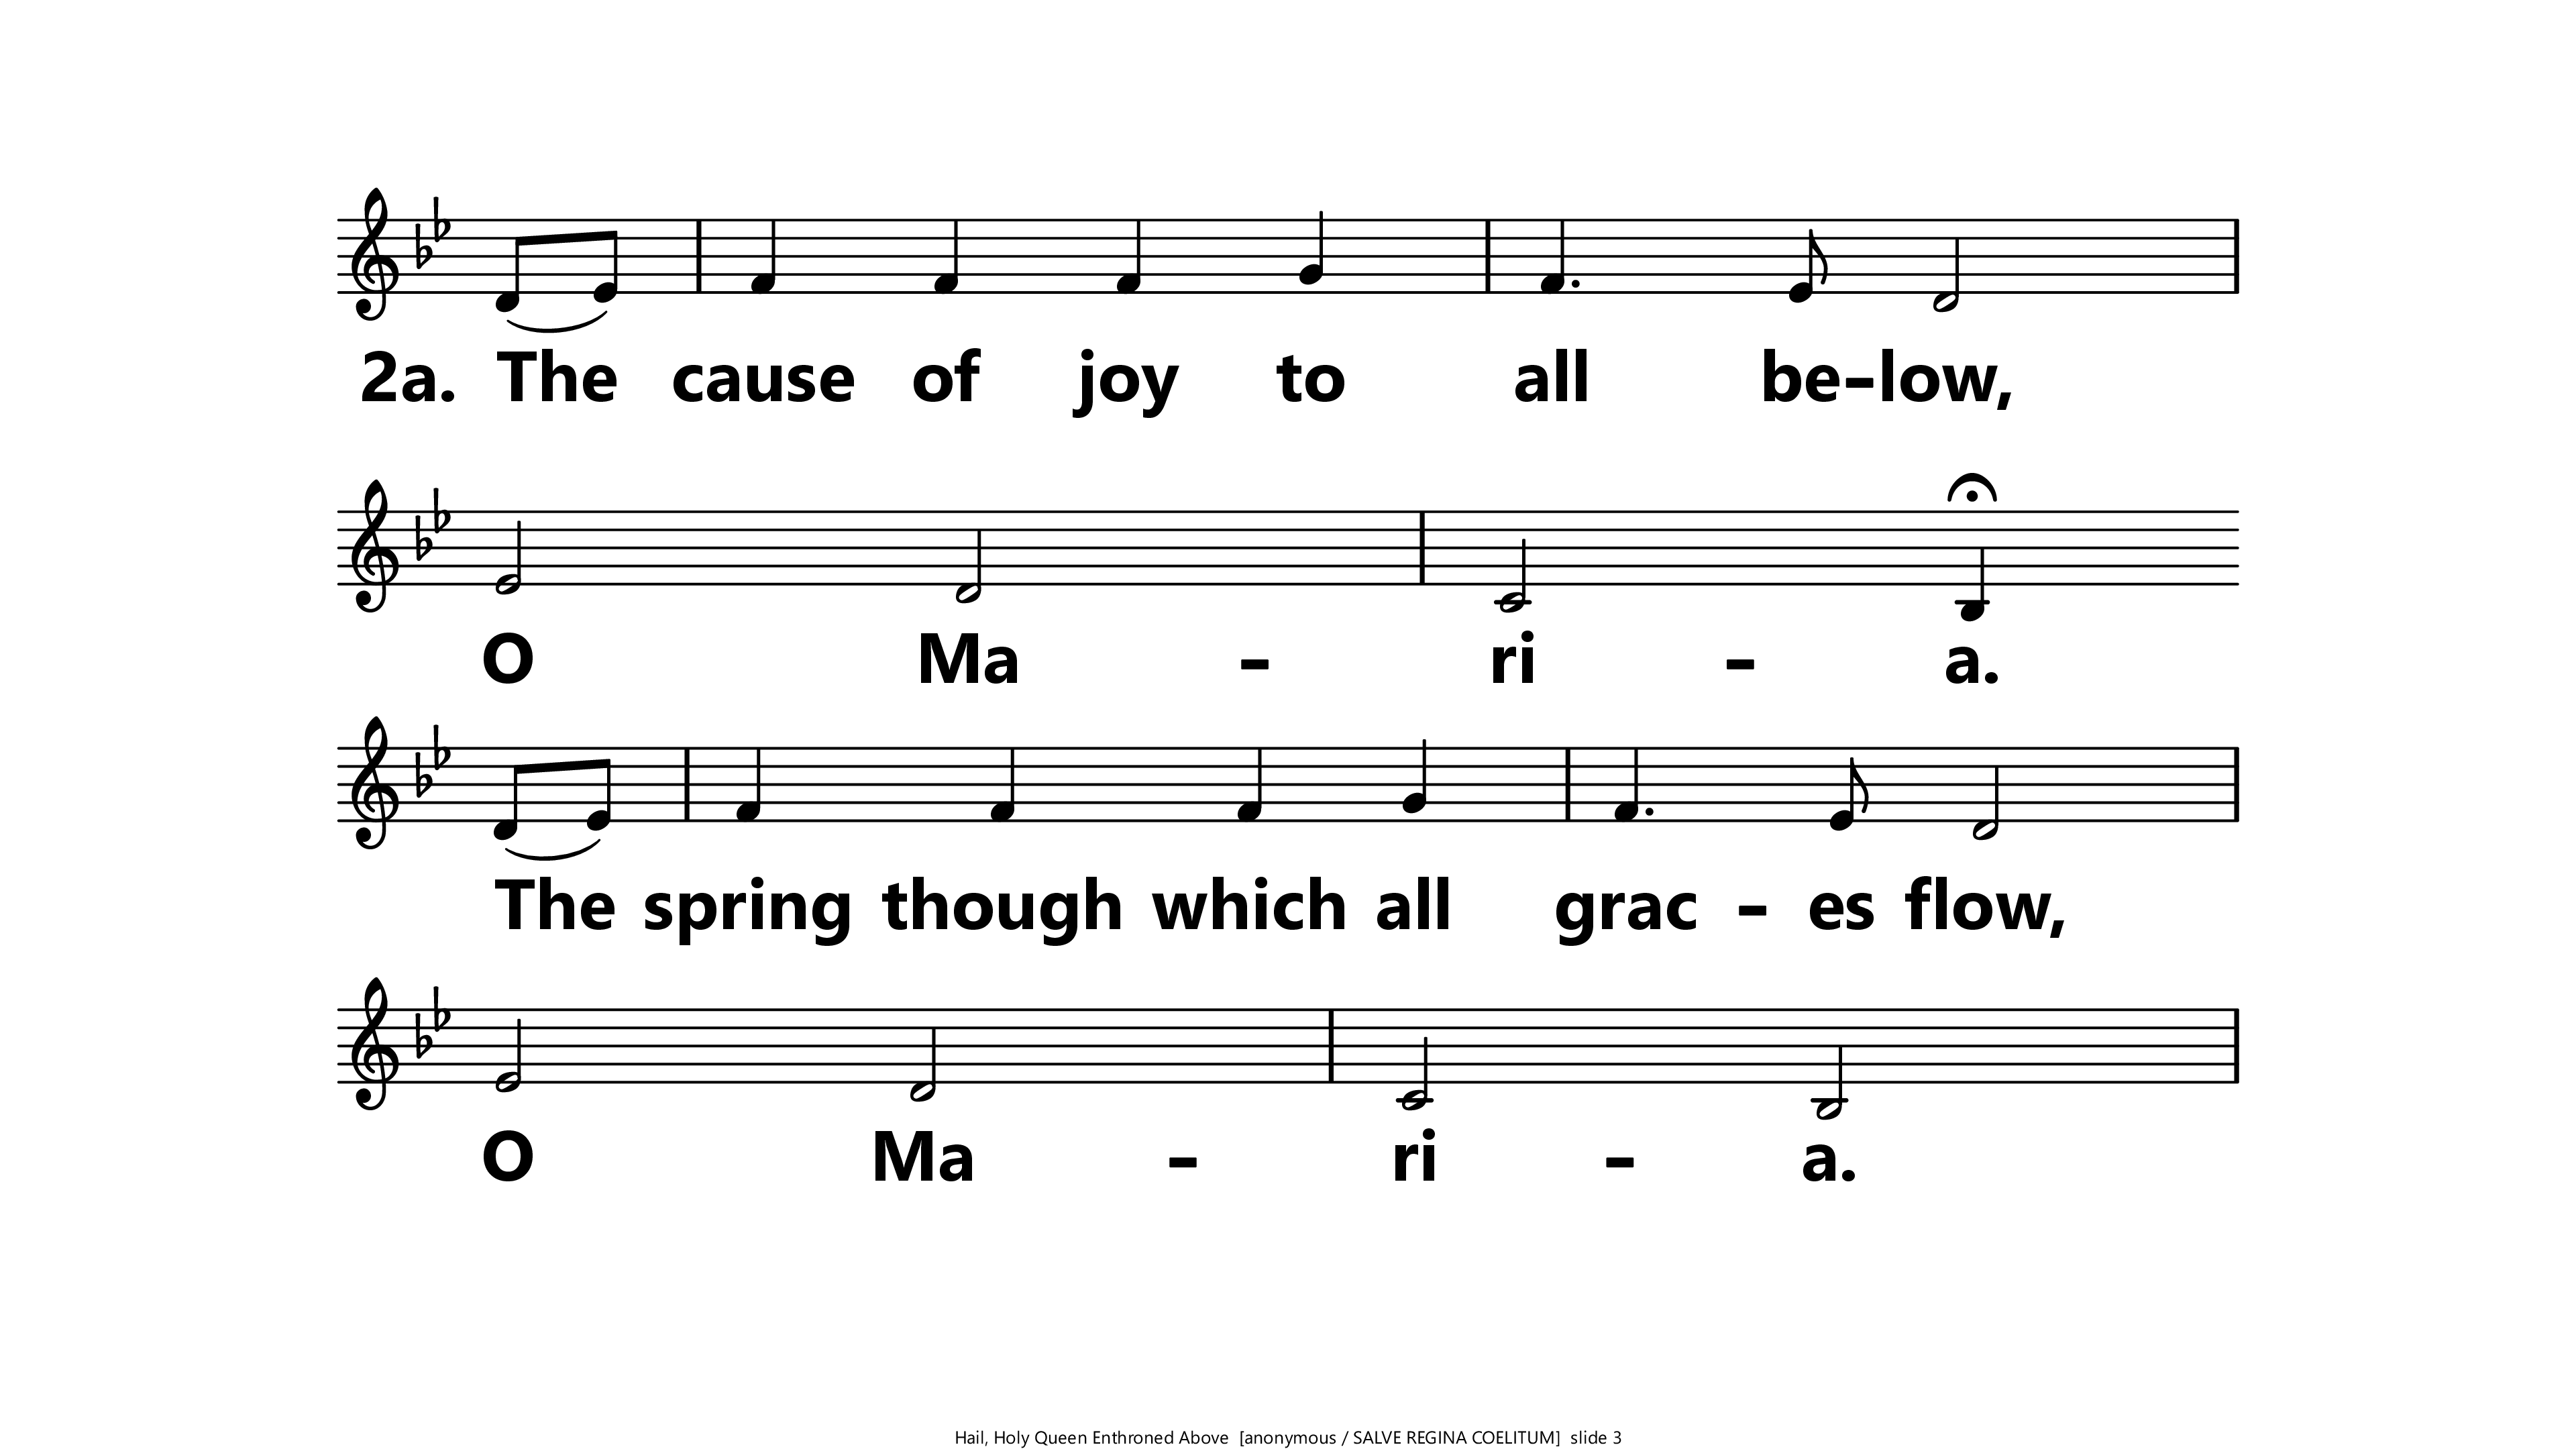 2a. The cause of joy to all be-low,
O Ma - ri - a.
The spring though which all grac - es flow,
O Ma - ri - a.
Hail, Holy Queen Enthroned Above [anonymous / SALVE REGINA COELITUM] slide 3